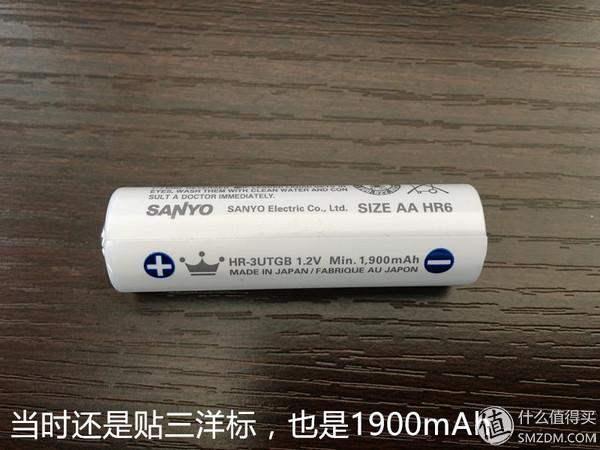 EYES, WASH THEM WITH CLEAN WATER AND CON
SULT A DOCTOR IMMEDIATELY.
SANYO SANYO Electric Co., Ltd. SIZE AA HR6
HR-3UTGB 1.2V Min. 1,900mAh
MADE IN JAPAN/FABRIQUE AU JAPON
当时还是贴三洋标，也是1900mAh
值 什么值得买
SMZDM.COM